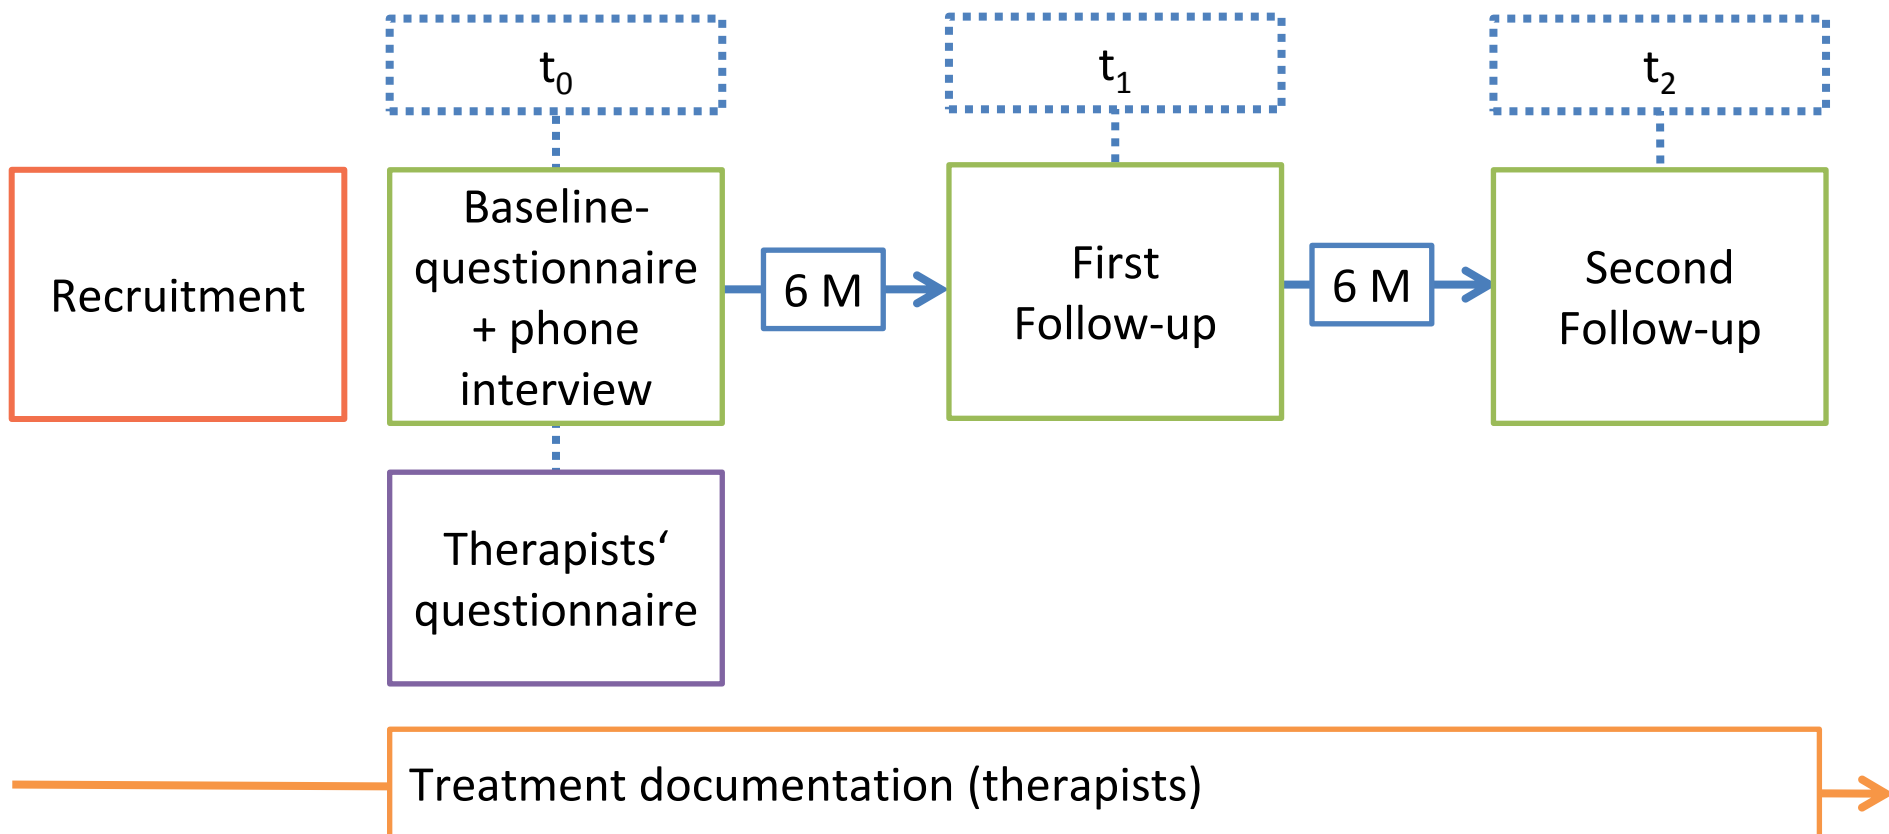 t₀
t₁
t₂
Recruitment
Baseline-
questionnaire
+ phone
interview
6 M
First
Follow-up
6 M
Second
Follow-up
Therapists‘
questionnaire
Treatment documentation (therapists)